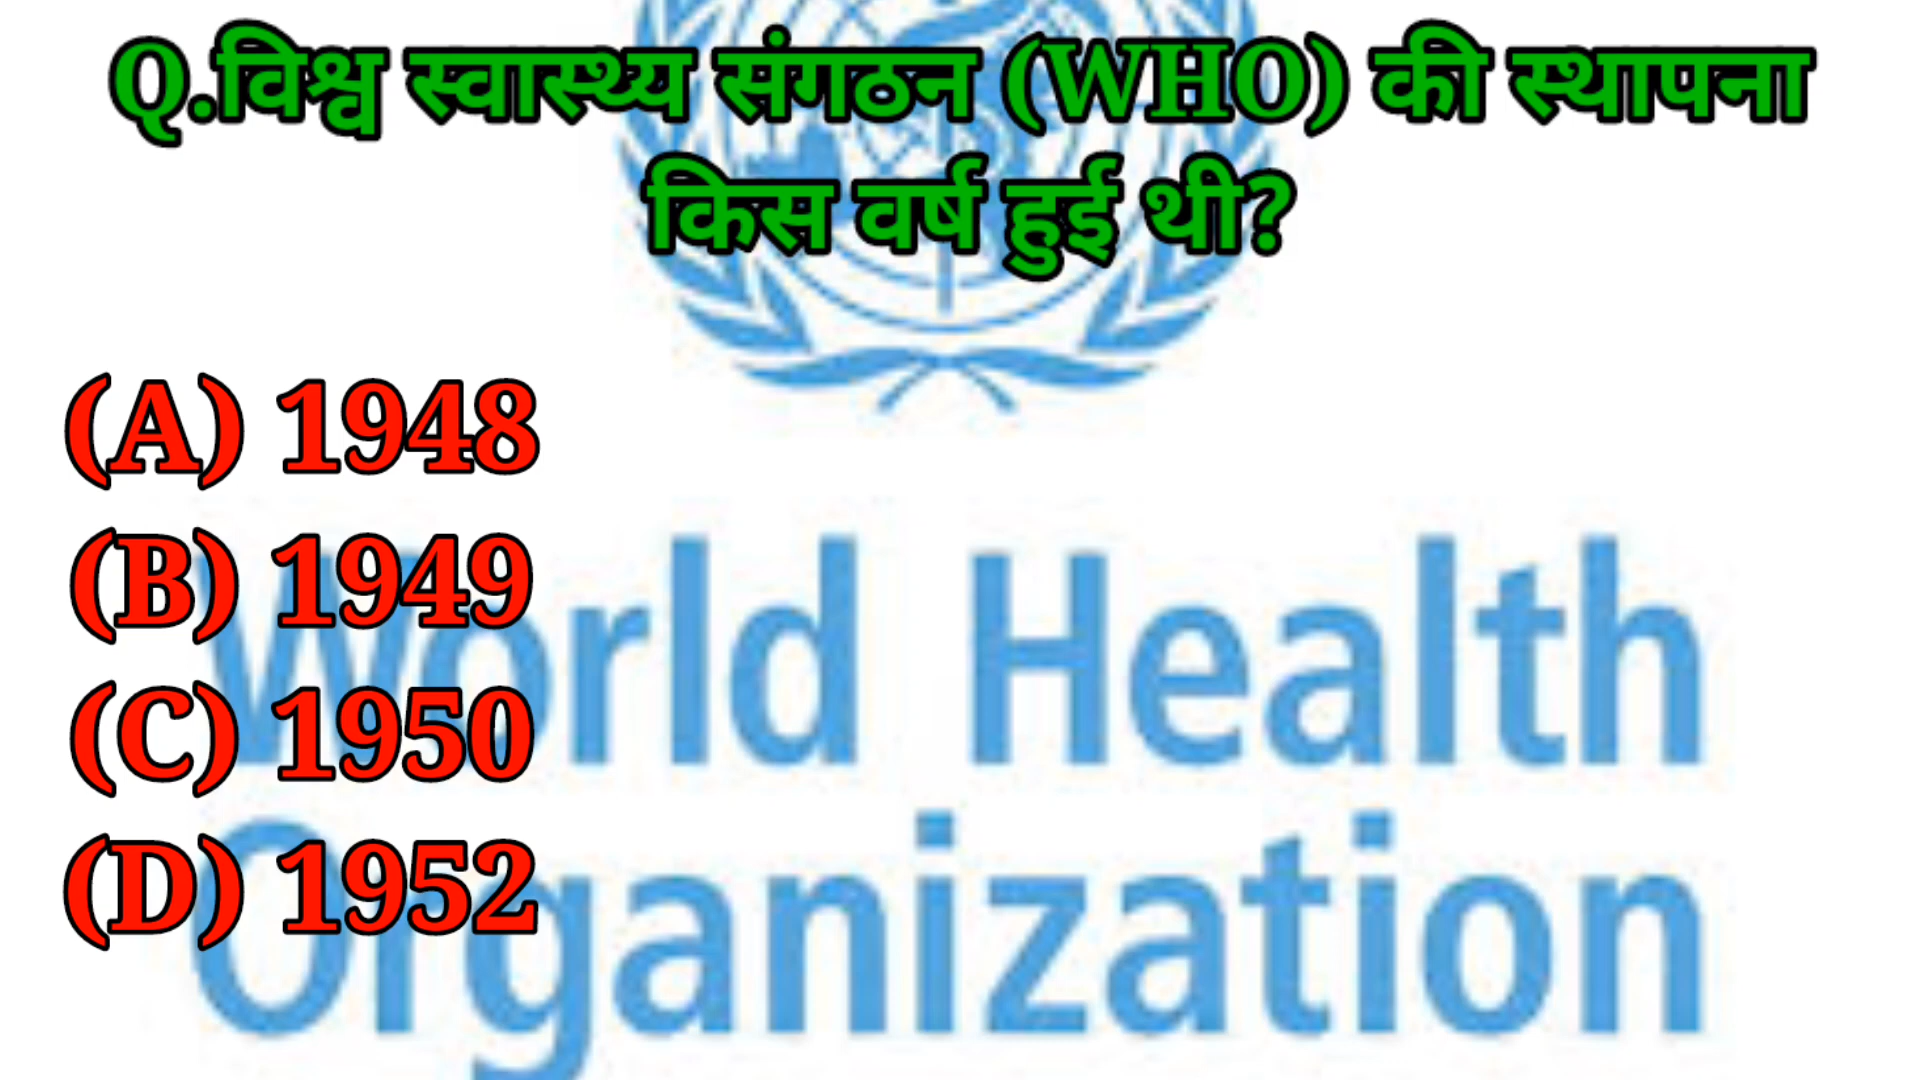 Q.विश्व स्वास्थ्य संगठन (WHO) की स्थापना
किस वर्ष हुई थी?
(A) 1948
(B) 1949
(C) 1950
(D) 1952
World Health
Organization